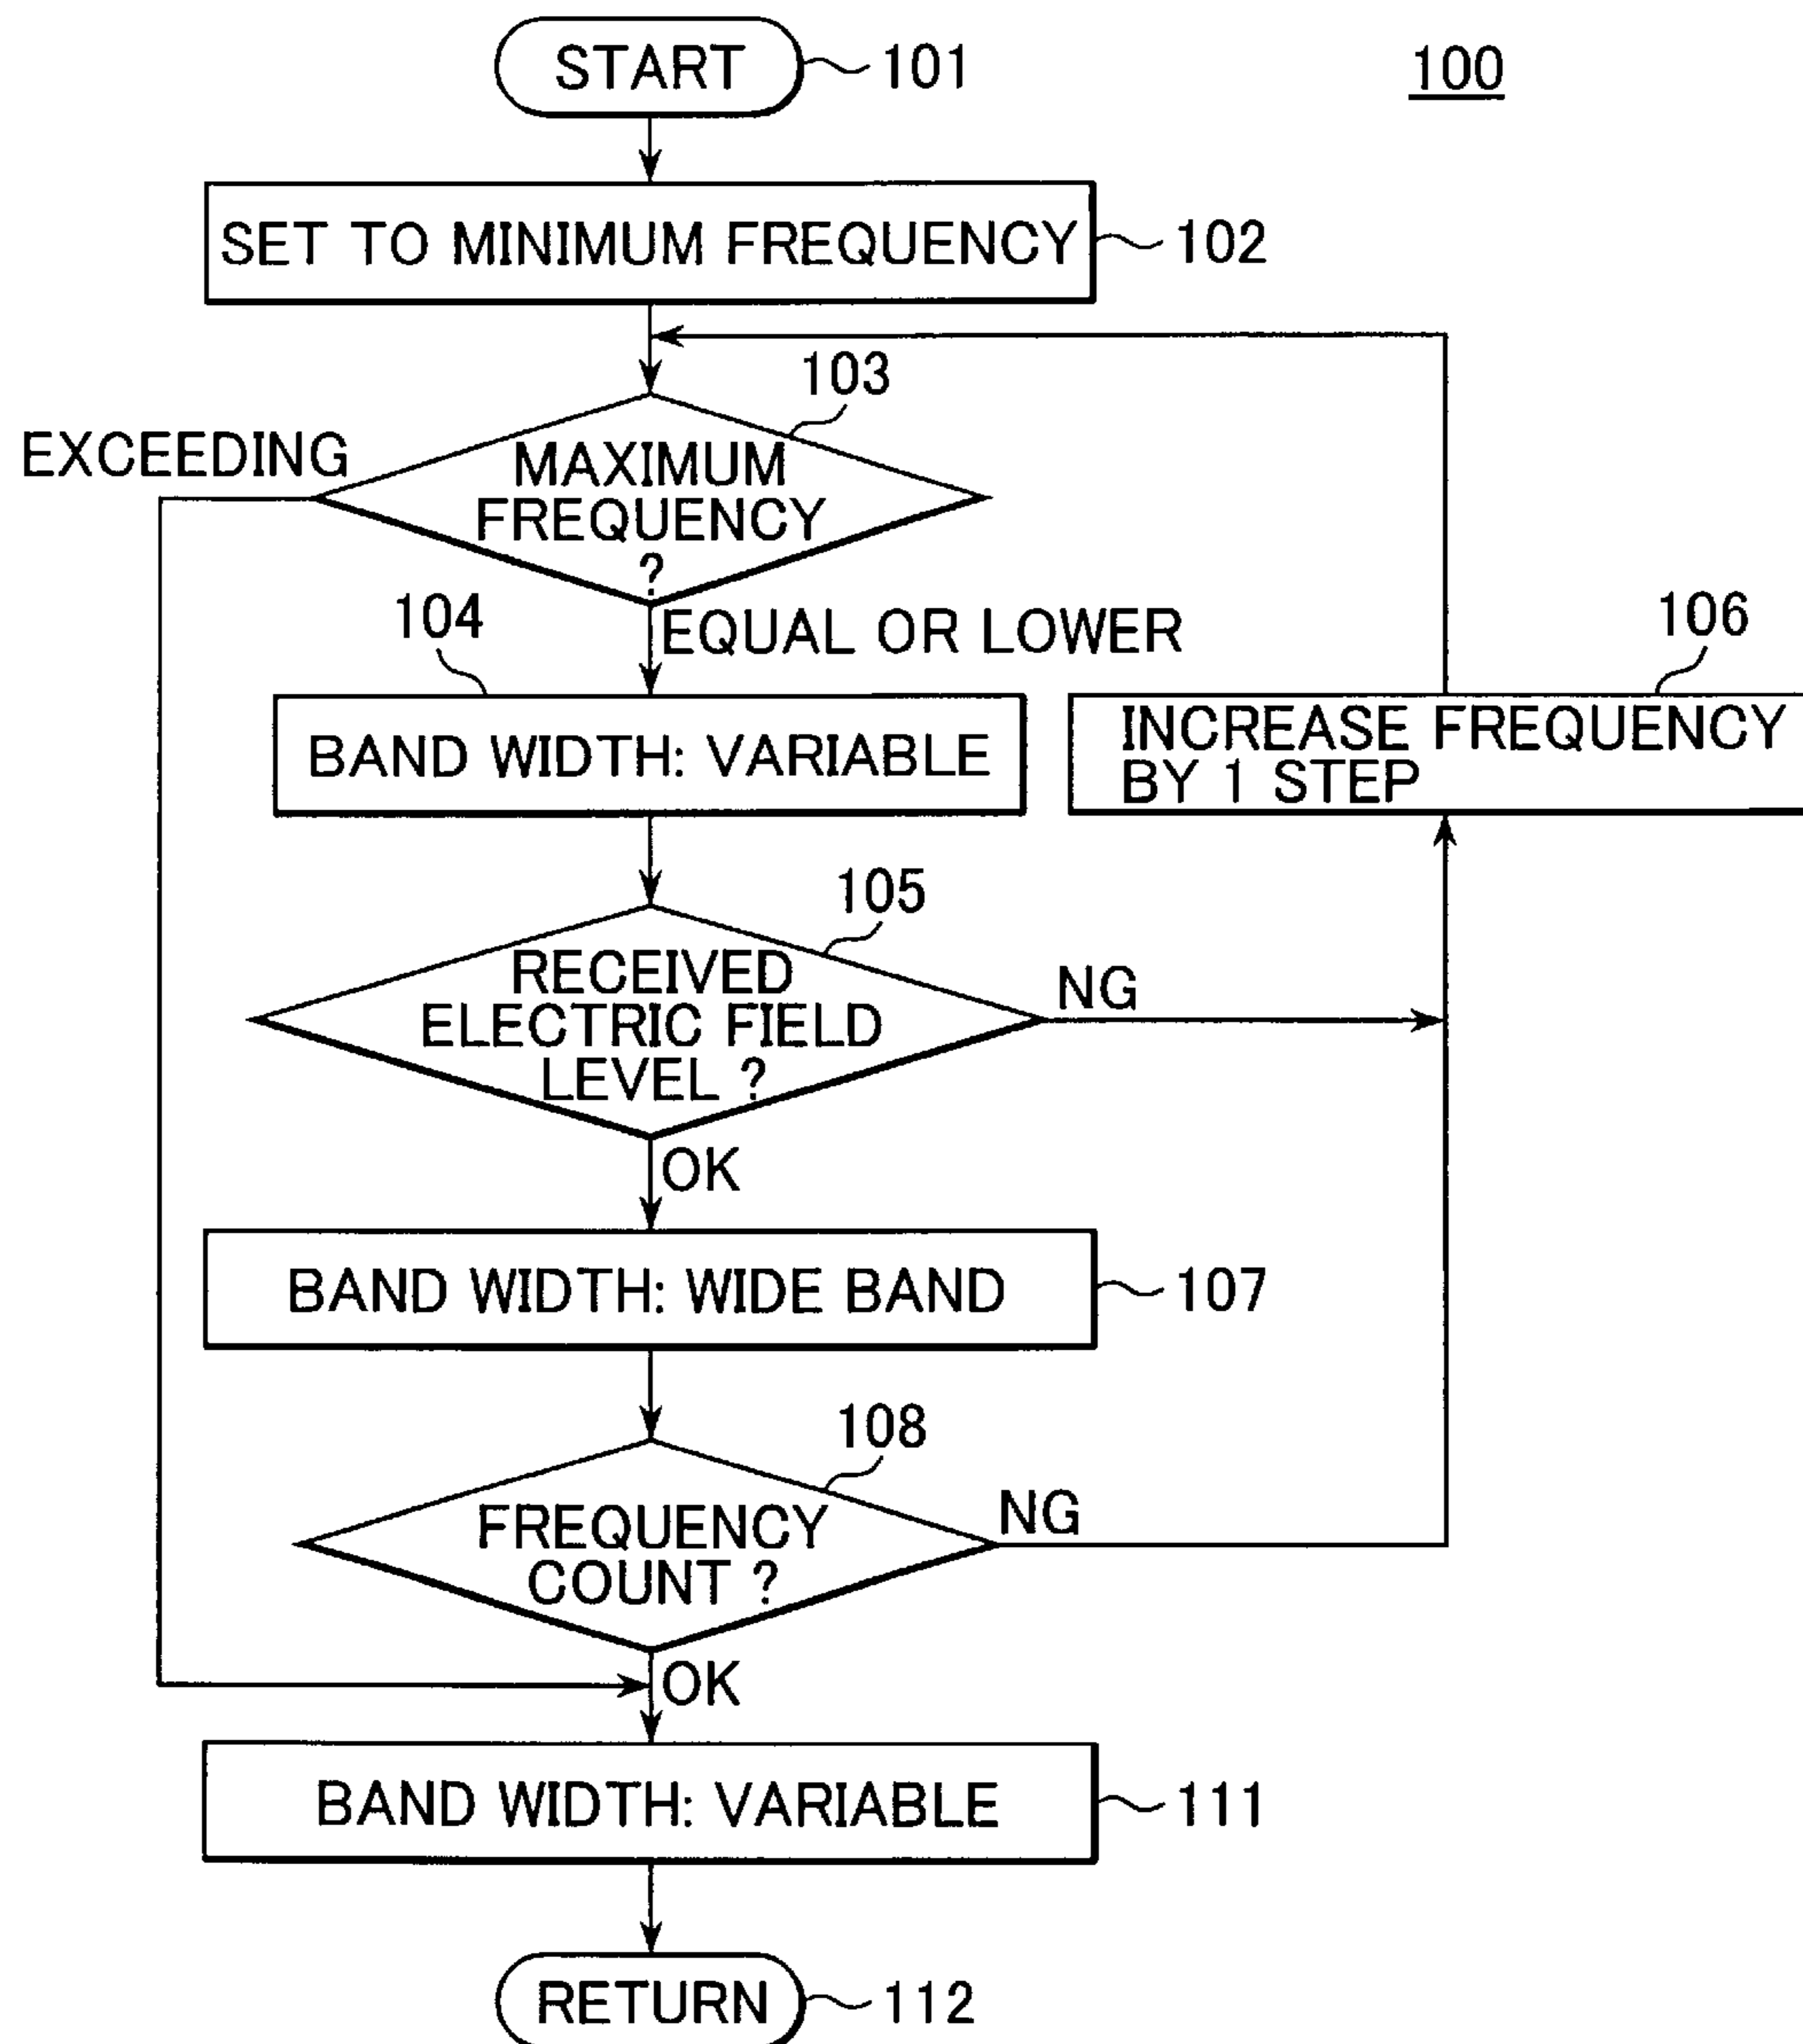 START
101
100
SET TO MINIMUM FREQUENCY
102
103
EXCEEDING
MAXIMUM
FREQUENCY
?
104
EQUAL OR LOWER
106
BAND WIDTH: VARIABLE
INCREASE FREQUENCY
BY 1 STEP
105
RECEIVED
ELECTRIC FIELD
LEVEL ?
NG
OK
BAND WIDTH: WIDE BAND
107
108
FREQUENCY
COUNT ?
NG
OK
BAND WIDTH: VARIABLE
111
RETURN
112